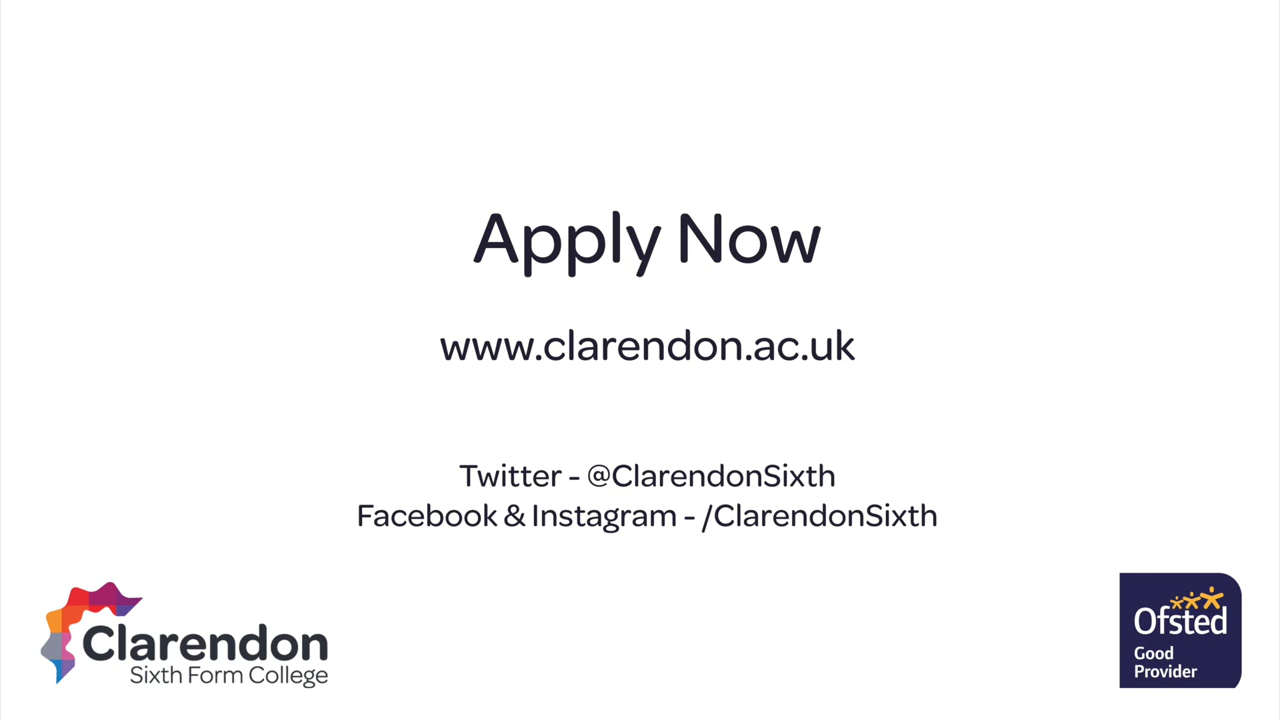 Apply Now
www.clarendon.ac.uk
Twitter - @ClarendonSixth
Facebook & Instagram - /ClarendonSixth
Clarendon
Sixth Form College
Ofsted
Good
Provider